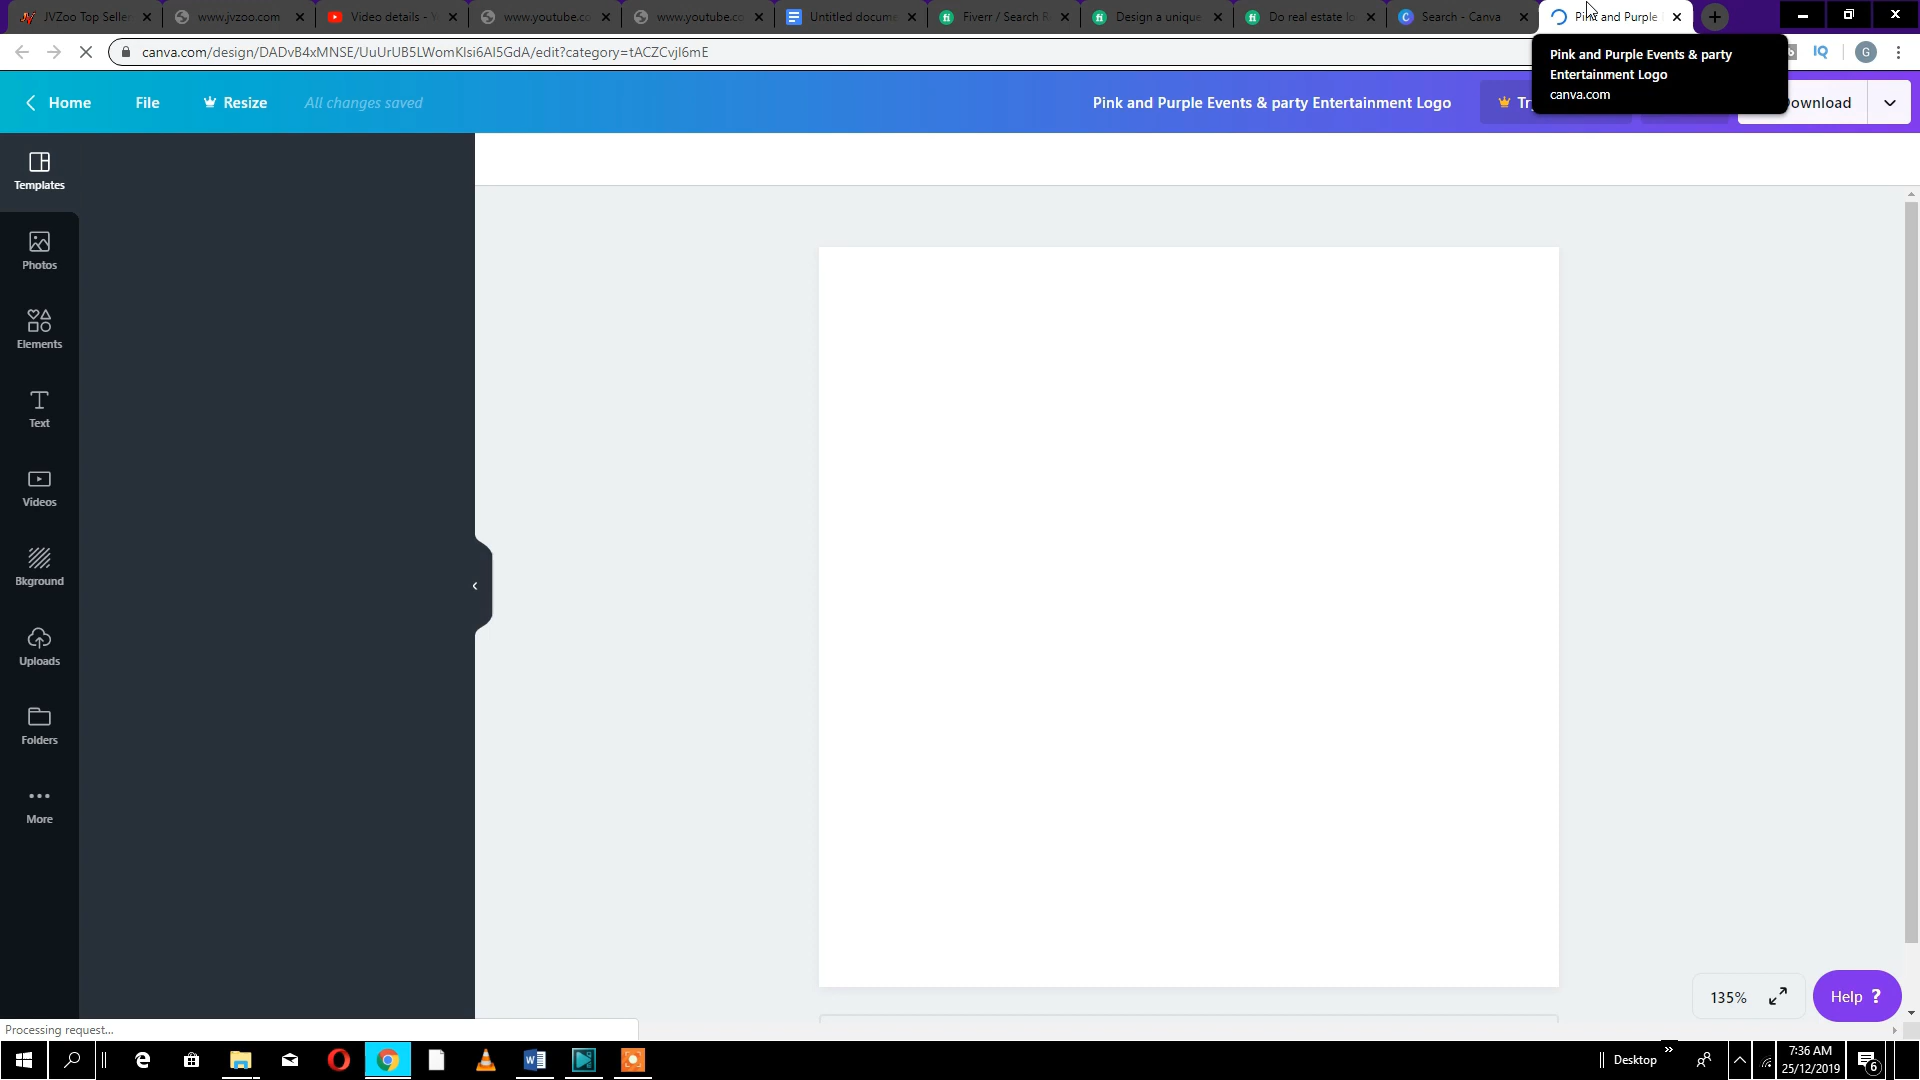 JVZoo Top Seller
www.jvzoo.com
Video details - Y
www.youtube.co
www.youtube.co
Untitled docume
Fiverr / Search R
Design a unique
Do real estate lo
Search - Canva
Pink and Purple
canva.com/design/DADvB4xMNSE/UuUrUB5LWomKlsi6AI5GdA/edit?category=tACZCvjI6mE
IQ
G
Pink and Purple Events & party
Entertainment Logo
canva.com
Home
File
Resize
All changes saved
Pink and Purple Events & party Entertainment Logo
Download
Templates
Photos
Elements
Text
Videos
Bkground
Uploads
Folders
More
135%
Help ?
Processing request...
Desktop
7:36 AM
25/12/2019
6